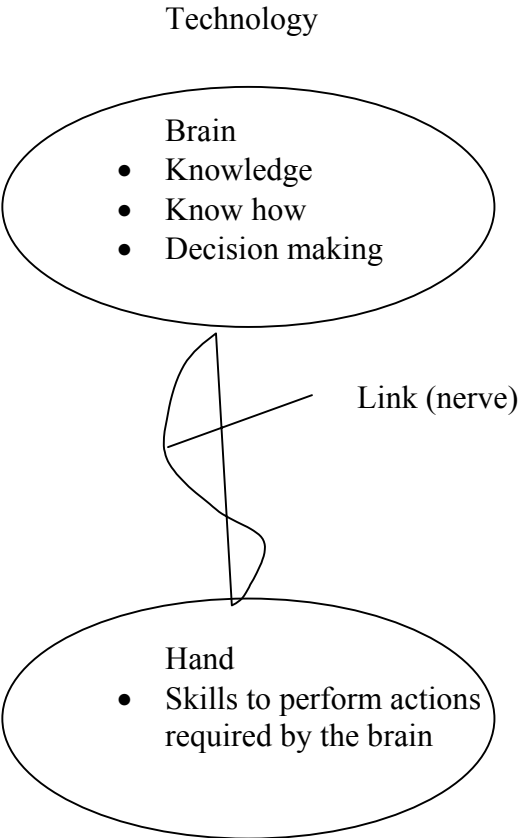 Technology
Brain
• Knowledge
• Know how
• Decision making
Link (nerve)
Hand
• Skills to perform actions
required by the brain